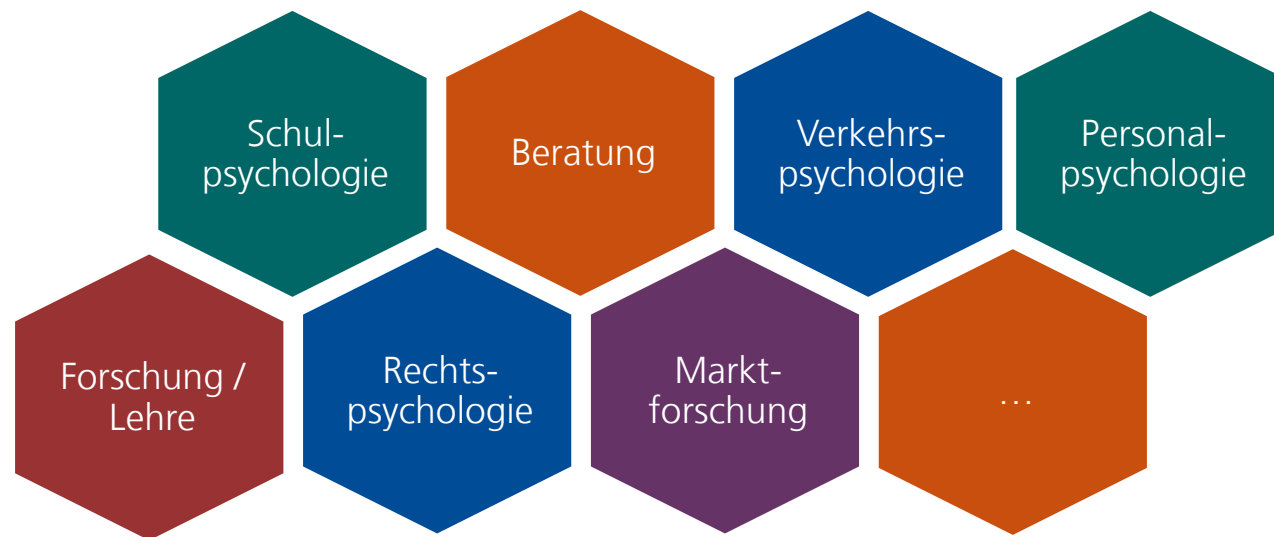 Schul-
psychologie
Beratung
Verkehrs-
psychologie
Personal-
psychologie
Forschung /
Lehre
Rechts-
psychologie
Markt-
forschung
…